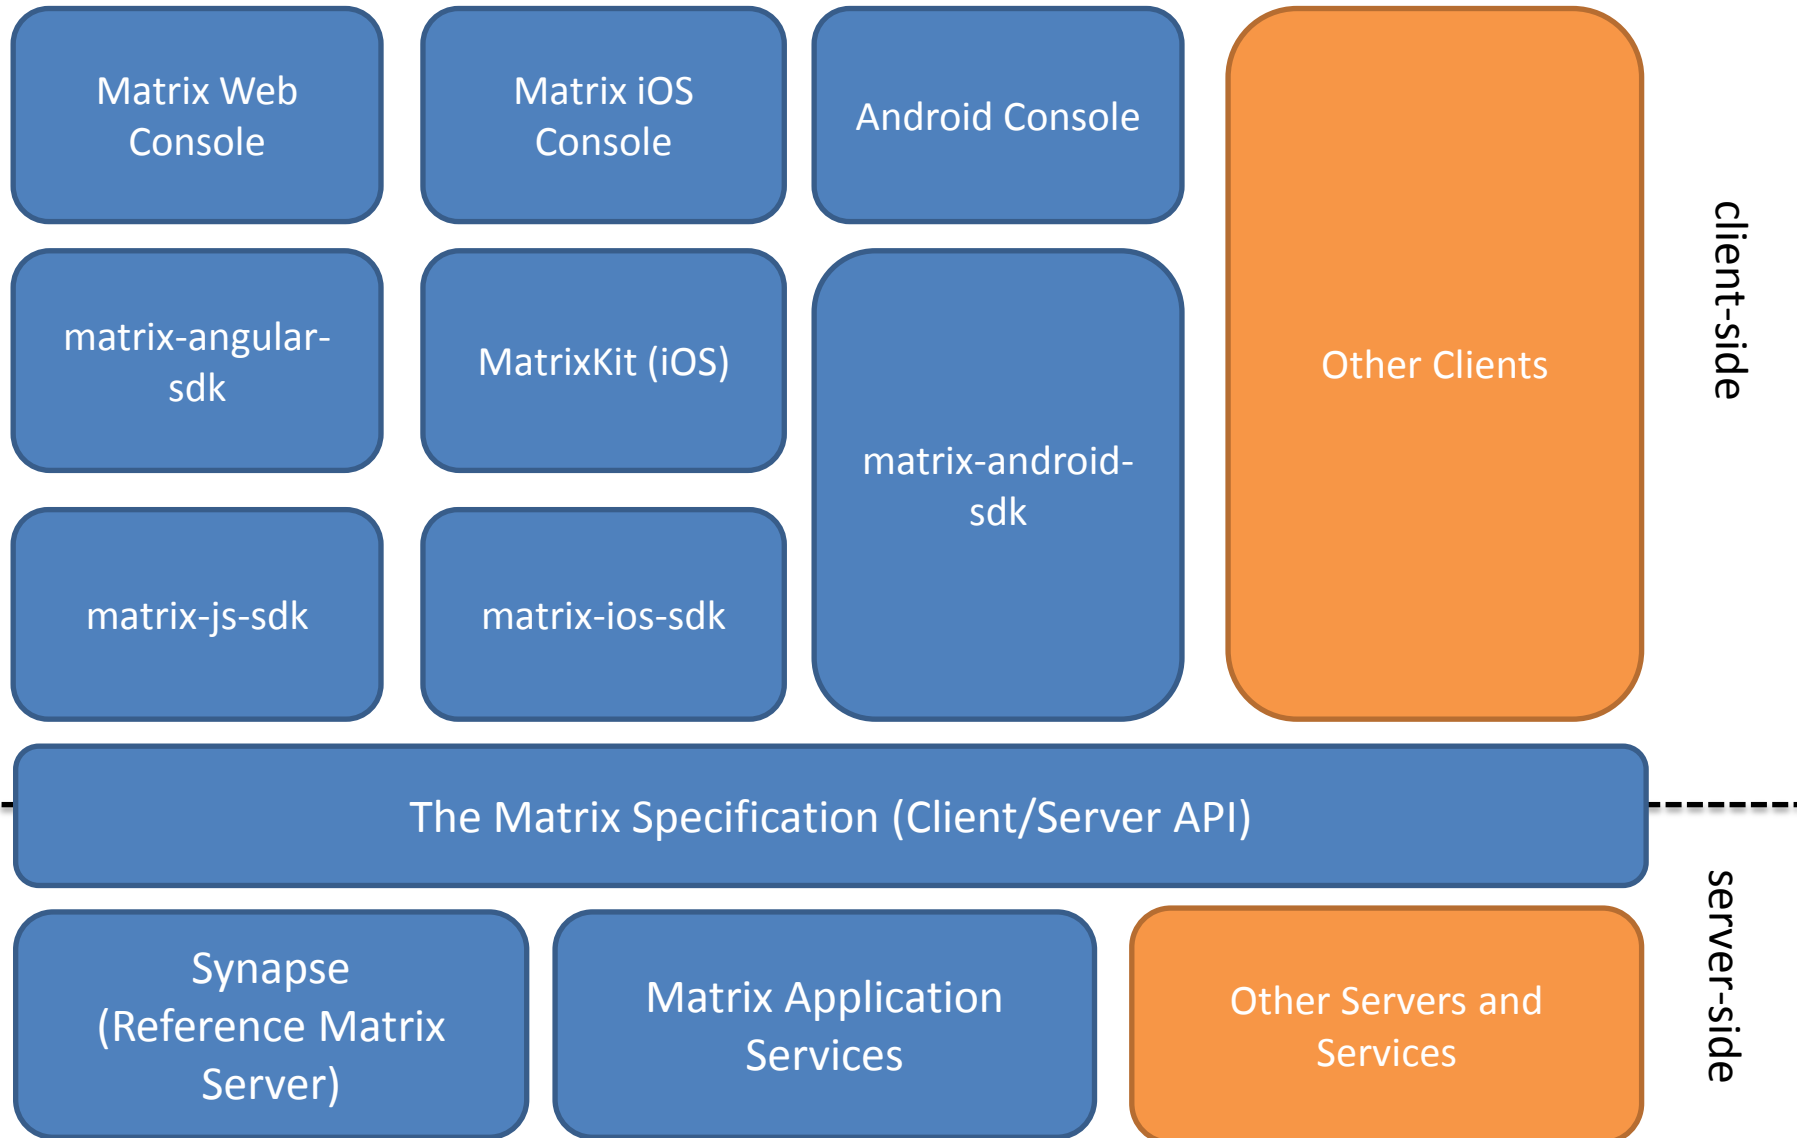 Matrix Web
Console
Matrix iOS
Console
Android Console
matrix-angular-
sdk
MatrixKit (iOS)
matrix-android-
sdk
Other Clients
matrix-js-sdk
matrix-ios-sdk
client-side
The Matrix Specification (Client/Server API)
Synapse
(Reference Matrix
Server)
Matrix Application
Services
Other Servers and
Services
server-side